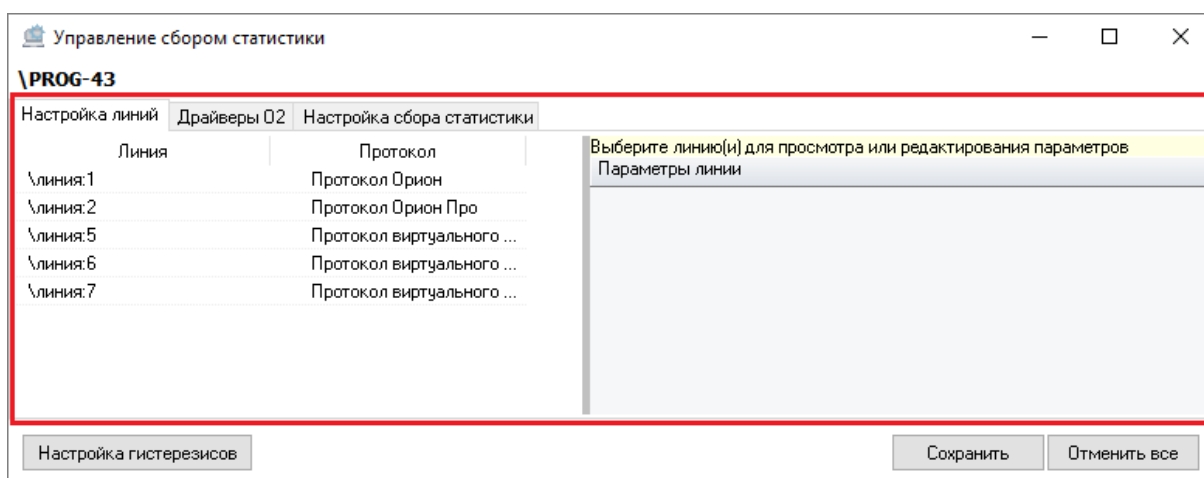 Управление сбором статистики
\PROG-43
Настройка линий Драйверы O2 Настройка сбора статистики
Линия Протокол
\линия:1 Протокол Орион
\линия:2 Протокол Орион Про
\линия:5 Протокол виртуального ...
\линия:6 Протокол виртуального ...
\линия:7 Протокол виртуального ...
Выберите линию(и) для просмотра или редактирования параметров
Параметры линии
Настройка гистерезисов Сохранить Отменить все